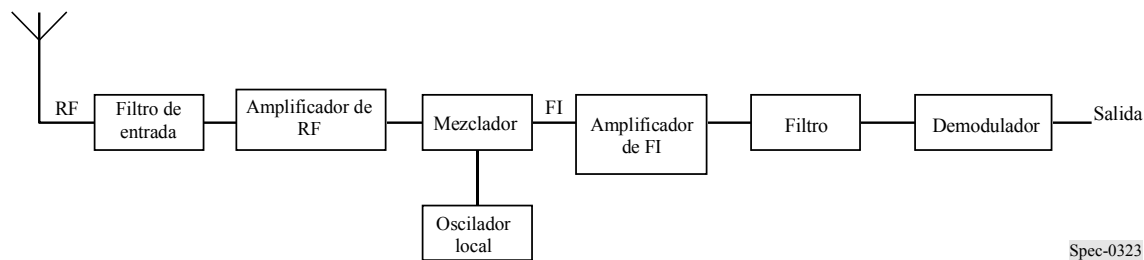 RF
Filtro de
entrada
Amplificador de
RF
Mezclador
FI
Amplificador
de FI
Filtro
Demodulador
Salida
Oscilador
local
Spec-0323